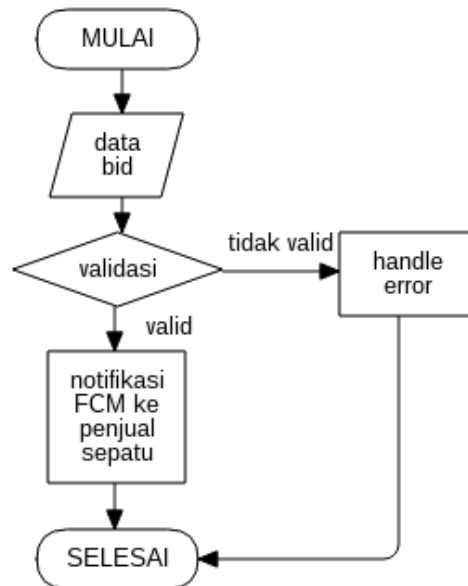 MULAI
data
bid
validasi
tidak valid
handle
error
valid
notifikasi
FCM ke
penjual
sepatu
SELESAI